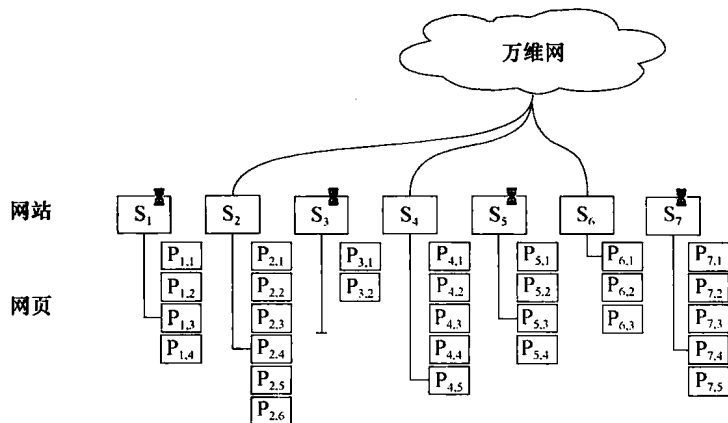 万维网
网站 S1 S2 S3 S4 S5 S6 S7
P1,1 P2,1 P3,1 P4,1 P5,1 P6,1 P7,1
P1,2 P2,2 P3,2 P4,2 P5,2 P6,2 P7,2
网页
P1,3 P2,3 P4,3 P5,3 P6,3 P7,3
P1,4 P2,4 P4,4 P5,4 P7,4
P2,5 P4,5 P7,5
P2,6